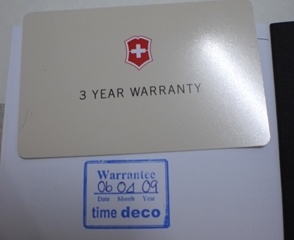 3 YEAR WARRANTY
Warrantee
06 04 09
Date Month Year
time deco